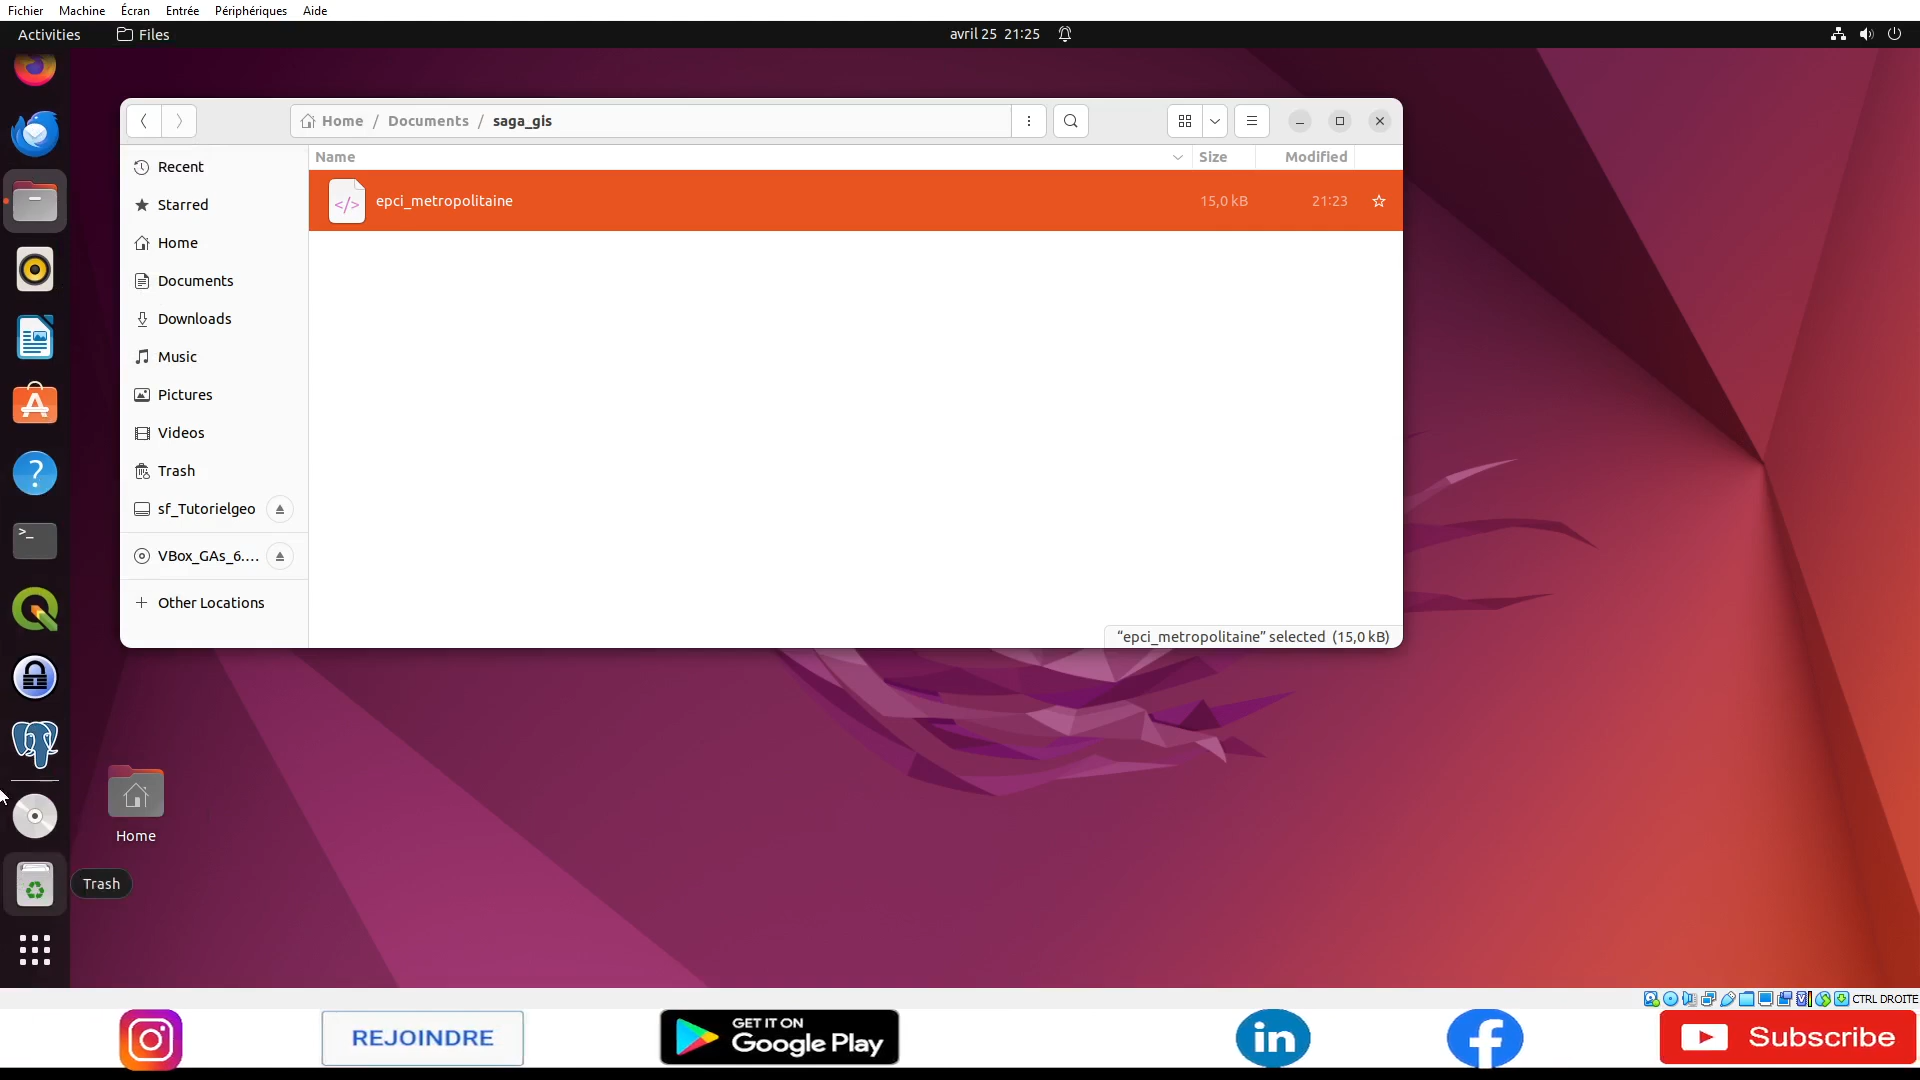 Fichier Machine Écran Entrée Périphériques Aide
Activities Files avril 25 21:25
Home / Documents / saga_gis
Name Size Modified
epci_metropolitaine 15,0 kB 21:23
Recent
Starred
Home
Documents
Downloads
Music
Pictures
Videos
Trash
sf_Tutorielgeo
VBox_GAs_6....
+ Other Locations
“epci_metropolitaine” selected (15,0 kB)
Home
Trash
CTRL DROITE
REJOINDRE
GET IT ON
Google Play
in
Subscribe